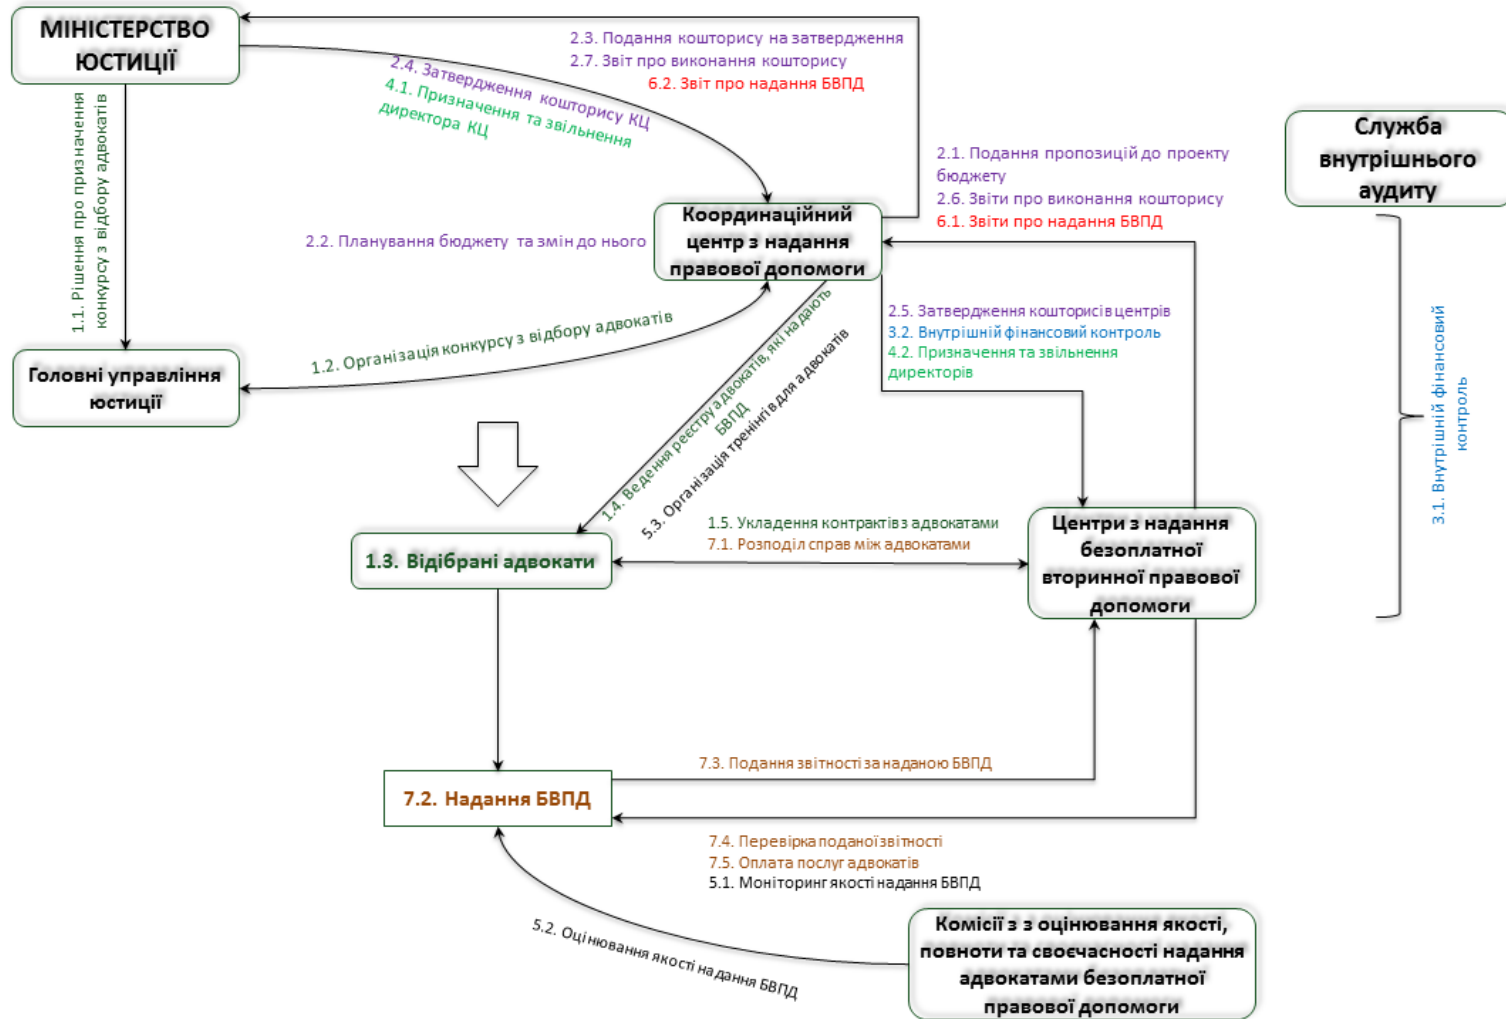 МІНІСТЕРСТВО
ЮСТИЦІЇ
2.3. Подання кошторису на затвердження
2.7. Звіт про виконання кошторису
6.2. Звіт про надання БВПД
2.4. Затвердження кошторису КЦ
4.1. Призначення та звільнення
директора КЦ
1.1. Рішення про призначення
конкурсу з відбору адвокатів
Служба
внутрішнього
аудиту
2.1. Подання пропозицій до проекту
бюджету
2.6. Звіти про виконання кошторису
6.1. Звіти про надання БВПД
Координаційний
центр з надання
правової допомоги
2.2. Планування бюджету та змін до нього
2.5. Затвердження кошторисів центрів
3.2. Внутрішній фінансовий контроль
4.2. Призначення та звільнення
директорів
1.2. Організація конкурсу з відбору адвокатів
Головні управління
юстиції
1.4. Ведення реєстру адвокатів, які надають
БВПД
5.3. Організація тренінгів для адвокатів
3.1. Внутрішній фінансовий
контроль
1.5. Укладення контрактів з адвокатами
7.1. Розподіл справ між адвокатами
Центри з надання
безоплатної
вторинної правової
допомоги
1.3. Відібрані адвокати
7.3. Подання звітності за наданою БВПД
7.2. Надання БВПД
7.4. Перевірка поданої звітності
7.5. Оплата послуг адвокатів
5.1. Моніторинг якості надання БВПД
5.2. Оцінювання якості надання БВПД
Комісії з з оцінювання якості,
повноти та своєчасності надання
адвокатами безоплатної
правової допомоги